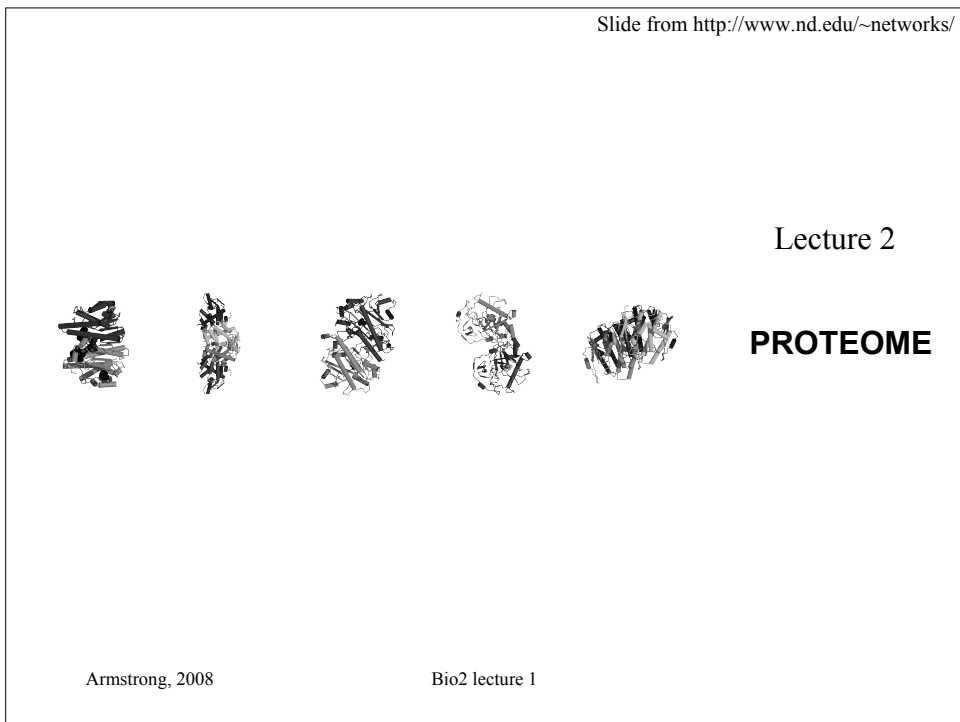 Slide from http://www.nd.edu/~networks/
Lecture 2
PROTEOME
Armstrong, 2008
Bio2 lecture 1